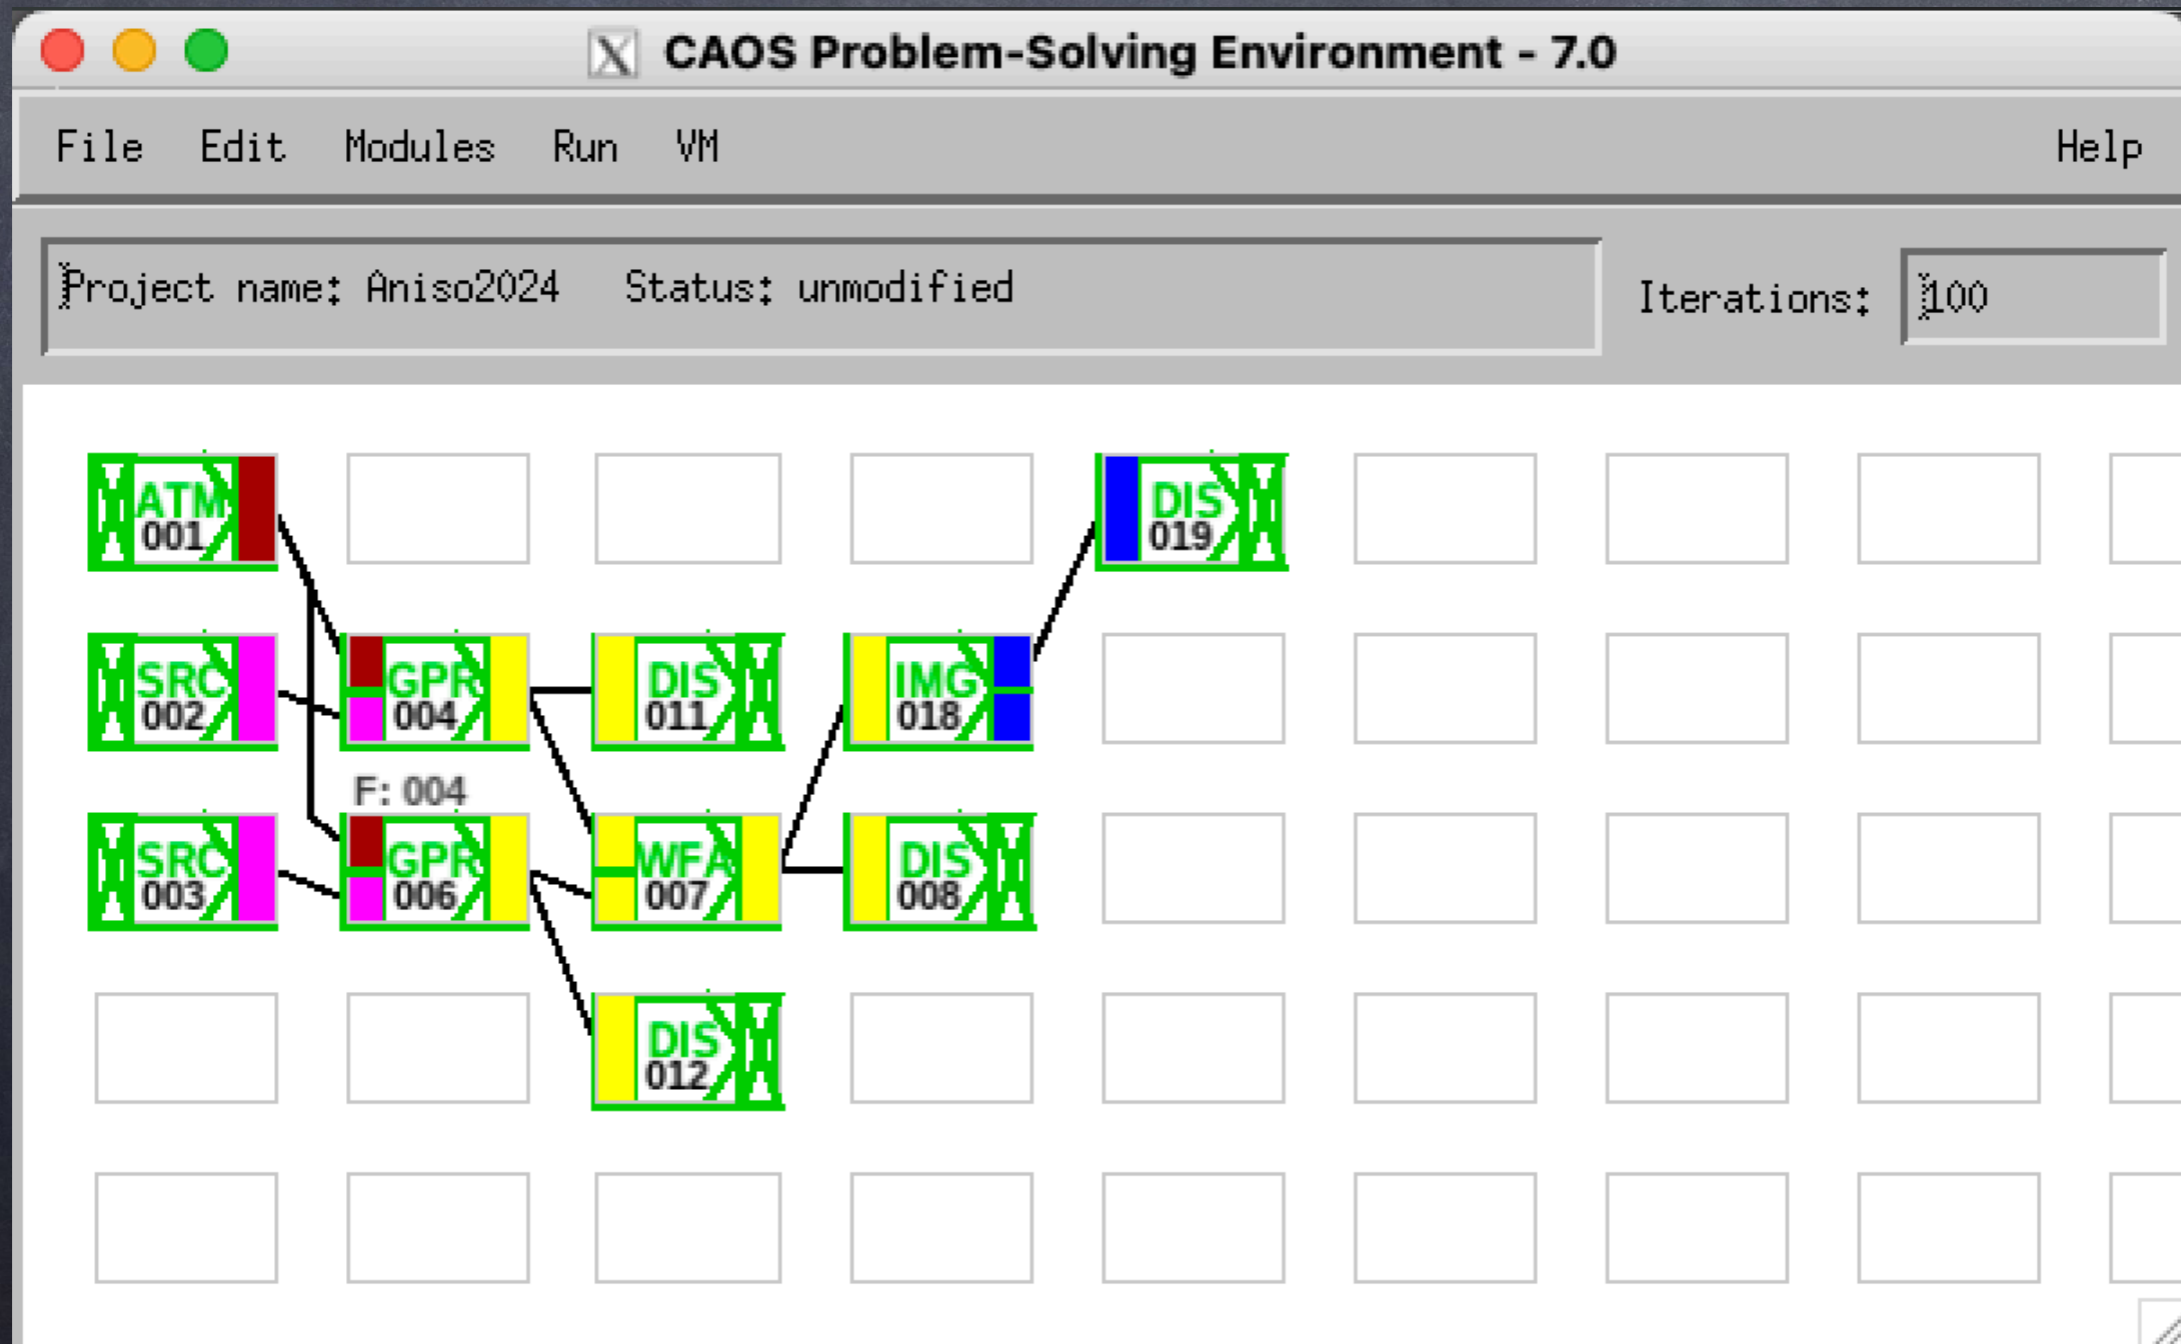 CAOS Problem-Solving Environment - 7.0
File Edit Modules Run VM Help
Project name: Aniso2024 Status: unmodified
Iterations: 100
ATM
001
DIS
019
SRC
002
GPR
004
DIS
011
IMG
018
F: 004
SRC
003
GPR
006
WFA
007
DIS
008
DIS
012